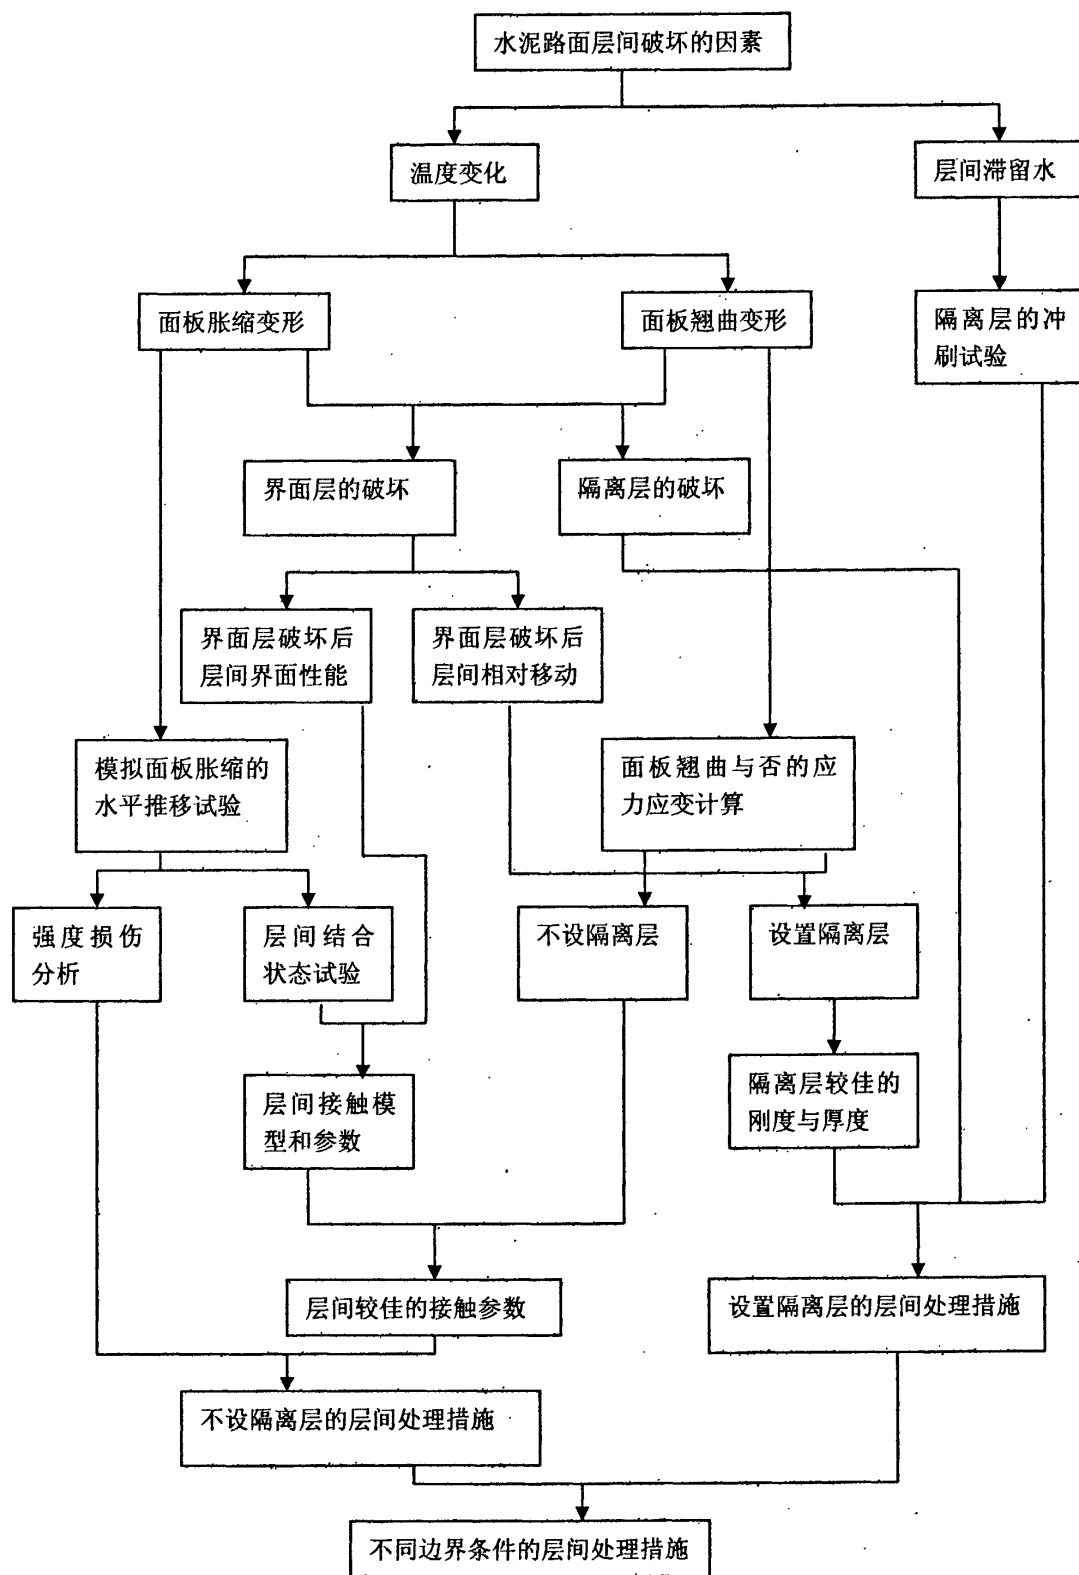 水泥路面层间破坏的因素
温度变化
层间滞留水
面板胀缩变形
面板翘曲变形
隔离层的冲
刷试验
界面层的破坏
隔离层的破坏
界面层破坏后
层间界面性能
界面层破坏后
层间相对移动
模拟面板胀缩的
水平推移试验
面板翘曲与否的应
力应变计算
强度损伤
分析
层间结合
状态试验
不设隔离层
设置隔离层
层间接触模
型和参数
隔离层较佳的
刚度与厚度
层间较佳的接触参数
设置隔离层的层间处理措施
不设隔离层的层间处理措施
不同边界条件的层间处理措施